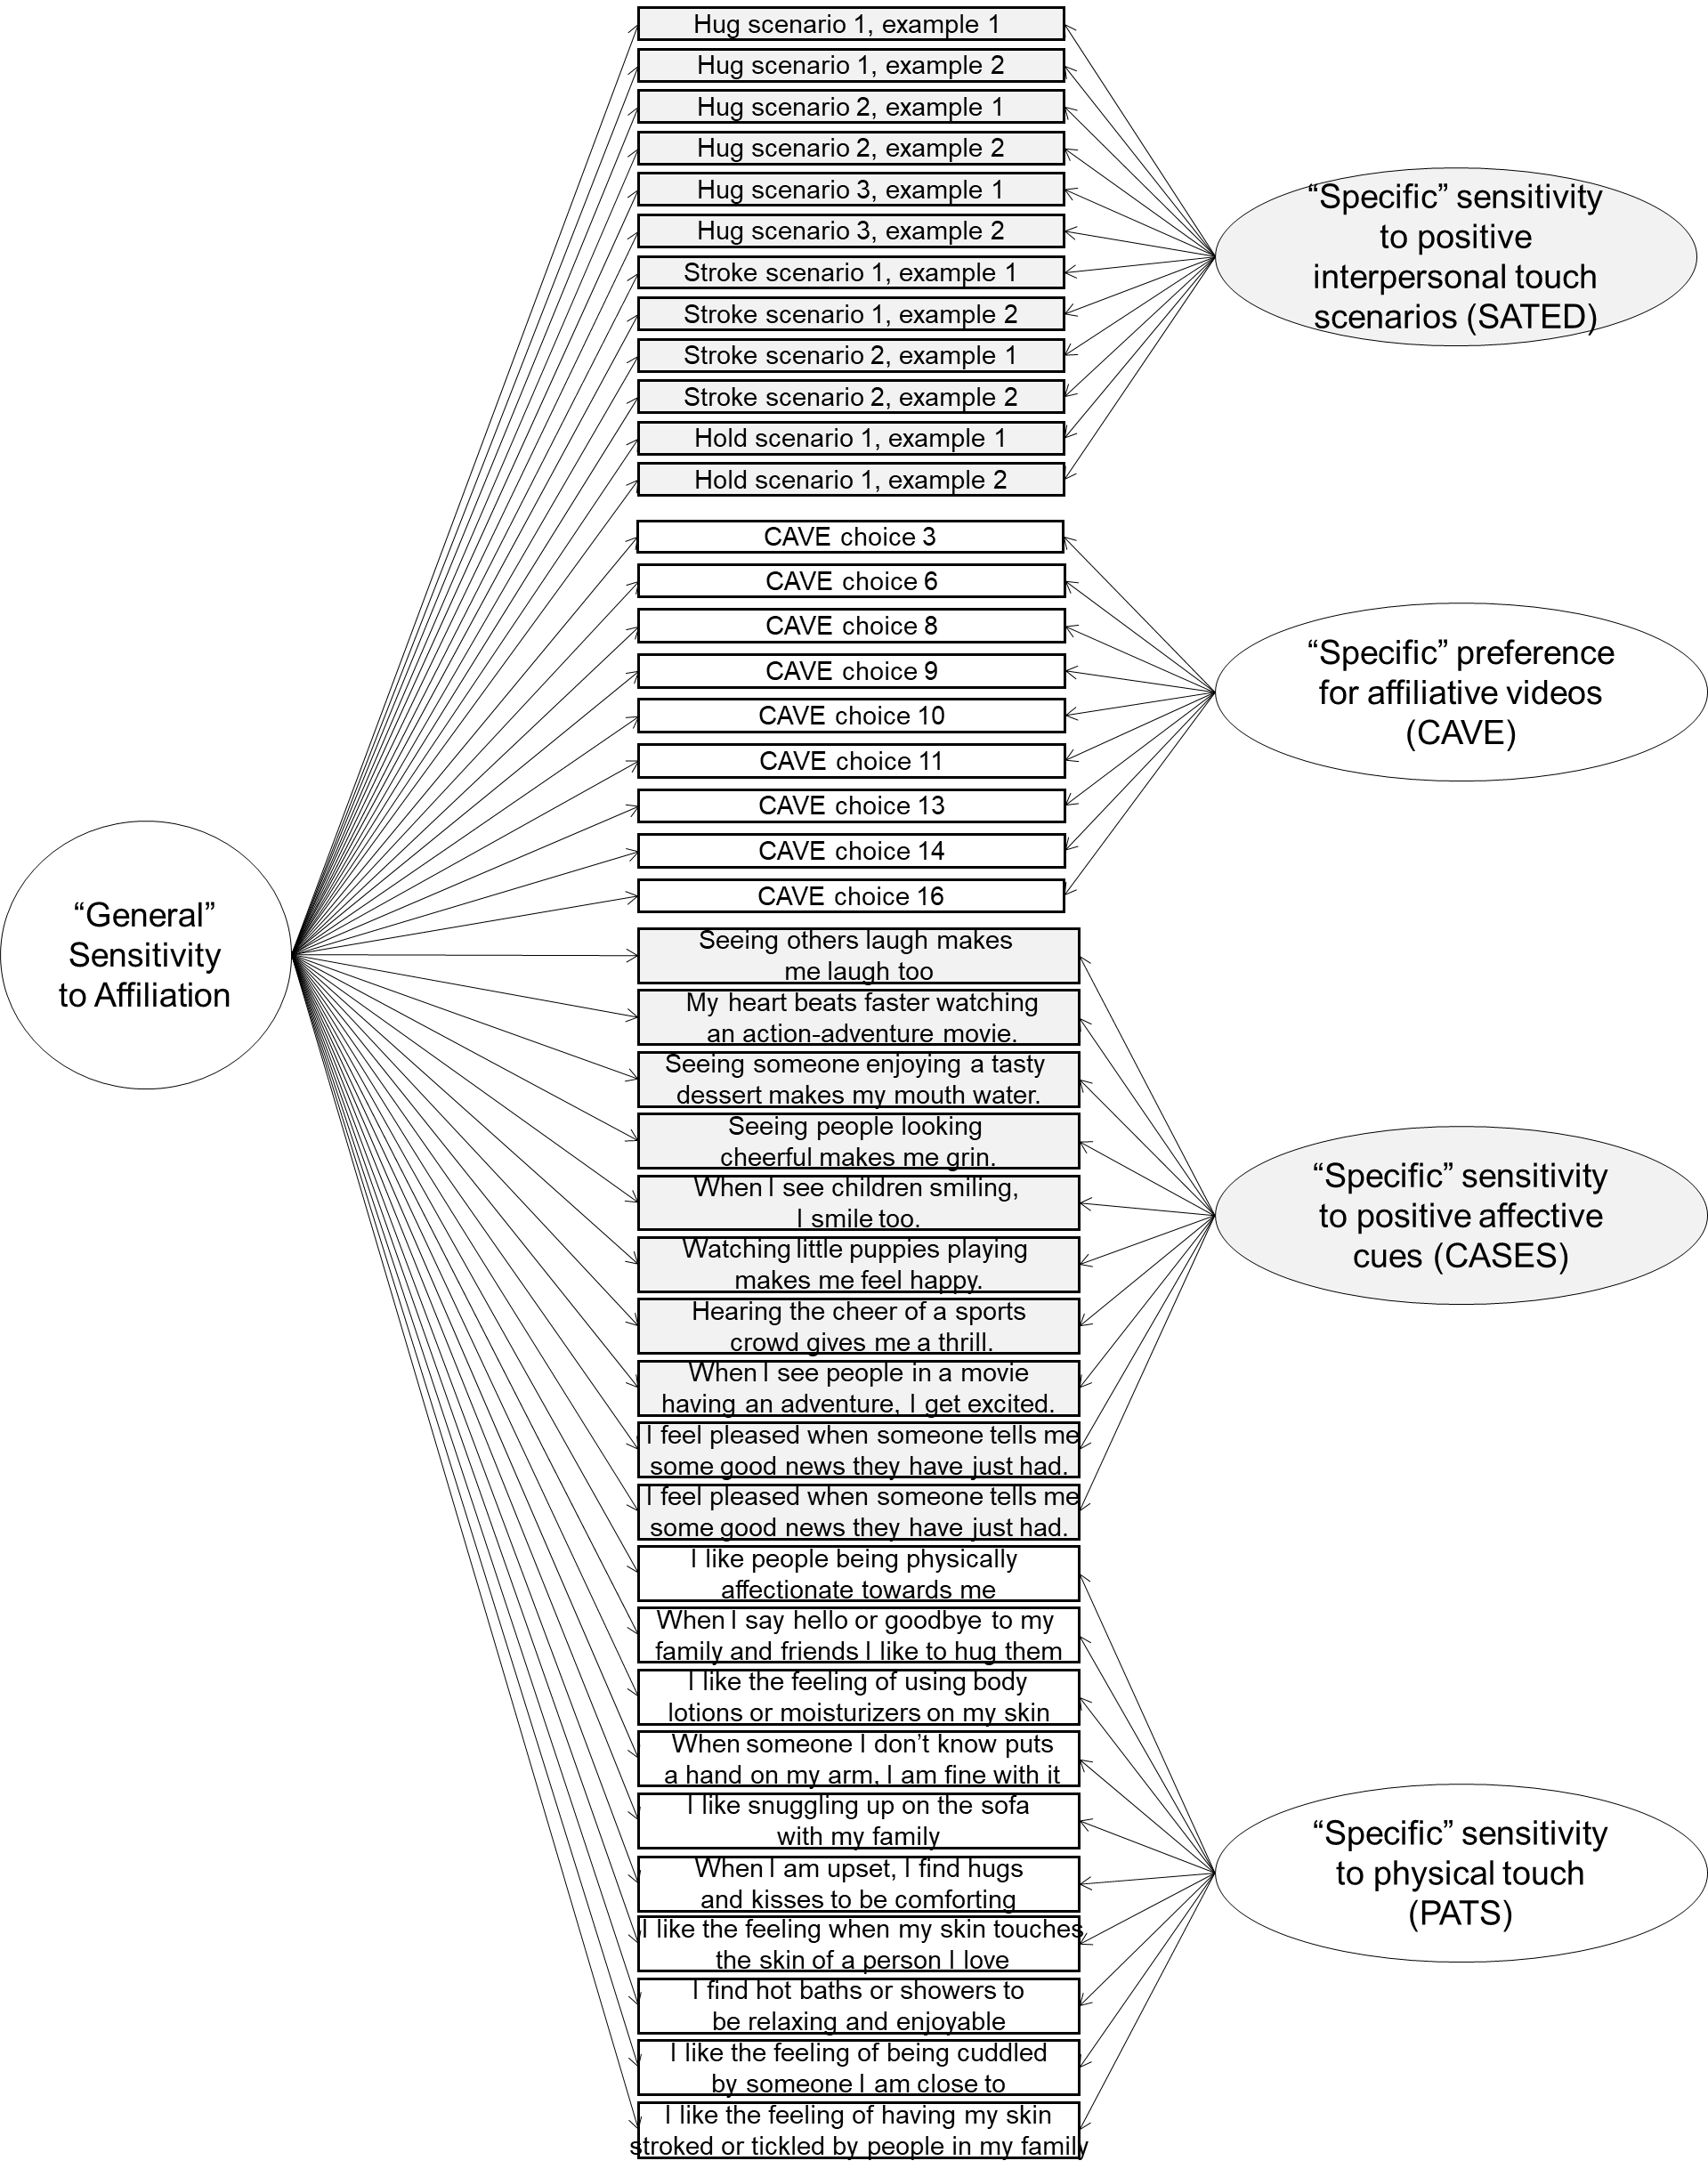 Hug scenario 1, example 1
Hug scenario 1, example 2
Hug scenario 2, example 1
Hug scenario 2, example 2
Hug scenario 3, example 1
Hug scenario 3, example 2
Stroke scenario 1, example 1
Stroke scenario 1, example 2
Stroke scenario 2, example 1
Stroke scenario 2, example 2
Hold scenario 1, example 1
Hold scenario 1, example 2
“Specific” sensitivity
to positive
interpersonal touch
scenarios (SATED)
CAVE choice 3
CAVE choice 6
CAVE choice 8
CAVE choice 9
CAVE choice 10
CAVE choice 11
CAVE choice 13
CAVE choice 14
CAVE choice 16
“Specific” preference
for affiliative videos
(CAVE)
“General”
Sensitivity
to Affiliation
Seeing others laugh makes
me laugh too
My heart beats faster watching
an action-adventure movie.
Seeing someone enjoying a tasty
dessert makes my mouth water.
Seeing people looking
cheerful makes me grin.
When I see children smiling,
I smile too.
Watching little puppies playing
makes me feel happy.
Hearing the cheer of a sports
crowd gives me a thrill.
When I see people in a movie
having an adventure, I get excited.
I feel pleased when someone tells me
some good news they have just had.
I feel pleased when someone tells me
some good news they have just had.
“Specific” sensitivity
to positive affective
cues (CASES)
I like people being physically
affectionate towards me
When I say hello or goodbye to my
family and friends I like to hug them
I like the feeling of using body
lotions or moisturizers on my skin
When someone I don’t know puts
a hand on my arm, I am fine with it
I like snuggling up on the sofa
with my family
When I am upset, I find hugs
and kisses to be comforting
I like the feeling when my skin touches
the skin of a person I love
I find hot baths or showers to
be relaxing and enjoyable
I like the feeling of being cuddled
by someone I am close to
I like the feeling of having my skin
stroked or tickled by people in my family
“Specific” sensitivity
to physical touch
(PATS)